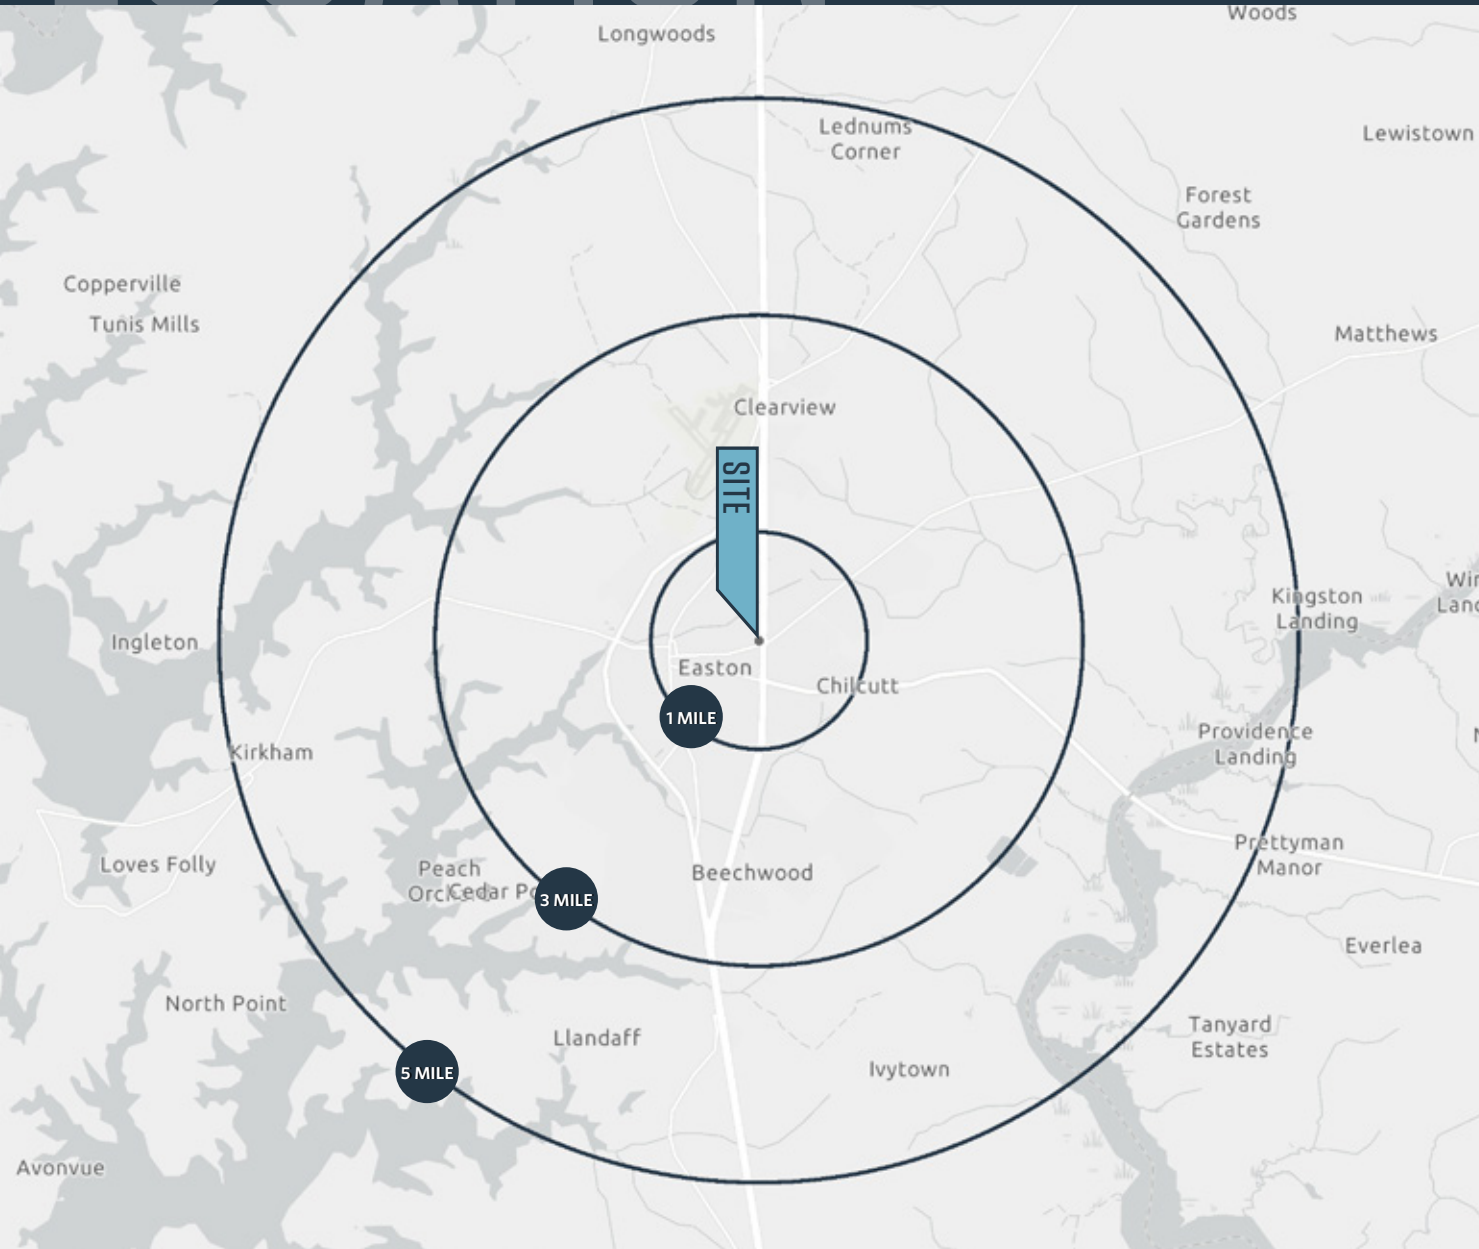 Longwoods
Woods
Lednums
Corner
Lewistown
Forest
Gardens
Copperville
Tunis Mills
Matthews
Clearview
SITE
Kingston
Landing
Ingleton
Easton
Chilcutt
1 MILE
Providence
Landing
Kirkham
Prettyman
Manor
Loves Folly
Peach
Cedar
Beechwood
3 MILE
Everlea
North Point
Llandaff
Tanyard
Estates
Ivytown
5 MILE
Avonvue